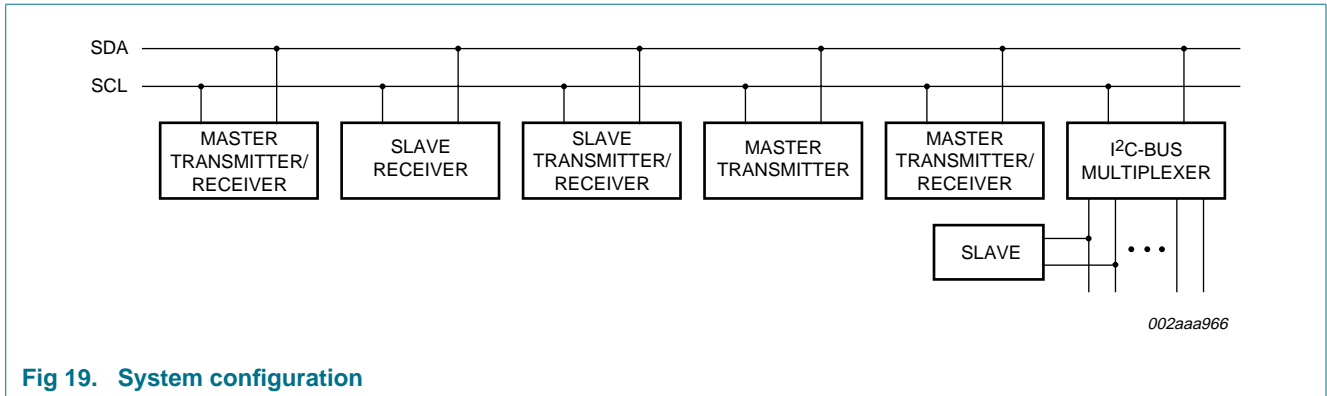 SDA
SCL
MASTER
TRANSMITTER/
RECEIVER
SLAVE
RECEIVER
SLAVE
TRANSMITTER/
RECEIVER
MASTER
TRANSMITTER
MASTER
TRANSMITTER/
RECEIVER
I²C-BUS
MULTIPLEXER
SLAVE
002aaa966
Fig 19. System configuration